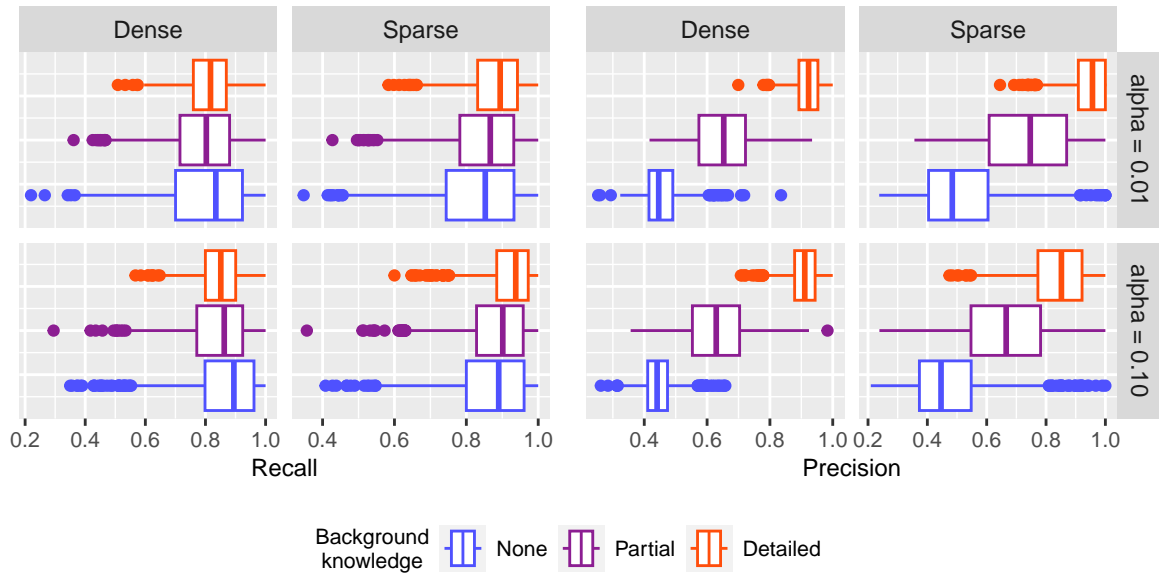 Dense Sparse Dense Sparse
alpha = 0.01
alpha = 0.10
0.2 0.4 0.6 0.8 1.0 0.4 0.6 0.8 1.0 0.4 0.6 0.8 1.0 0.2 0.4 0.6 0.8 1.0
Recall Precision
Background
knowledge None Partial Detailed